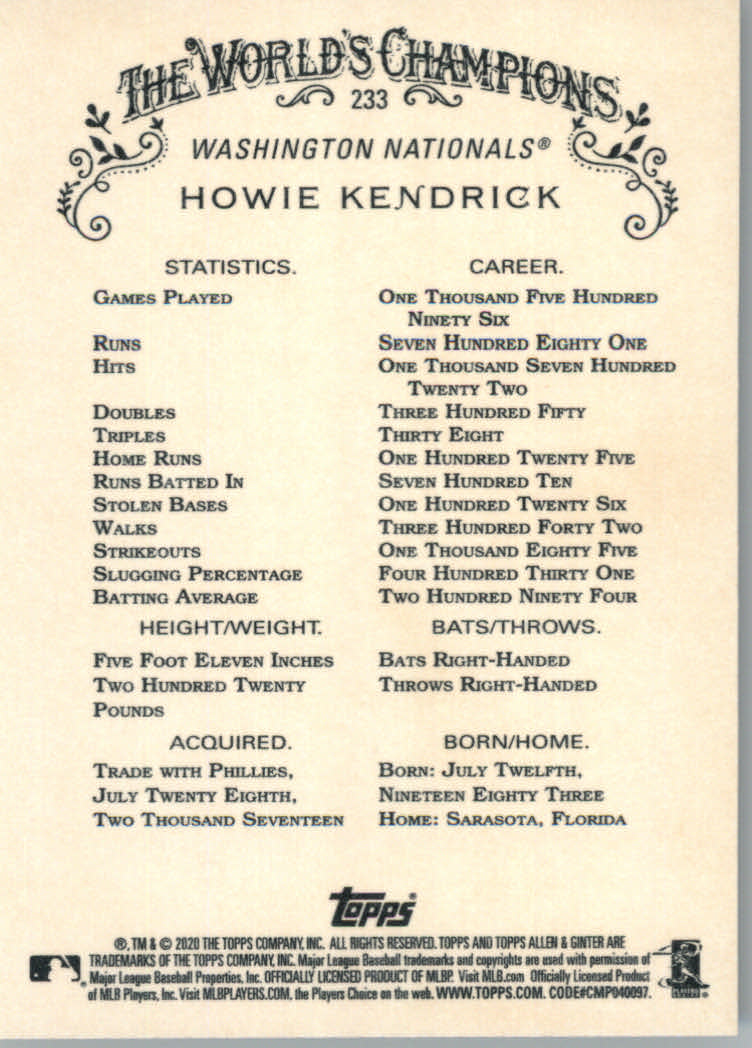 THE WORLD'S CHAMPIONS
233
WASHINGTON NATIONALS®
HOWIE KENDRICK
STATISTICS. CAREER.
GAMES PLAYED ONE THOUSAND FIVE HUNDRED
NINETY SIX
RUNS SEVEN HUNDRED EIGHTY ONE
HITS ONE THOUSAND SEVEN HUNDRED
TWENTY TWO
DOUBLES THREE HUNDRED FIFTY
TRIPLES THIRTY EIGHT
HOME RUNS ONE HUNDRED TWENTY FIVE
RUNS BATTED IN SEVEN HUNDRED TEN
STOLEN BASES ONE HUNDRED TWENTY SIX
WALKS THREE HUNDRED FORTY TWO
STRIKEOUTS ONE THOUSAND EIGHTY FIVE
SLUGGING PERCENTAGE FOUR HUNDRED THIRTY ONE
BATTING AVERAGE TWO HUNDRED NINETY FOUR
HEIGHT/WEIGHT. BATS/THROWS.
FIVE FOOT ELEVEN INCHES BATS RIGHT-HANDED
TWO HUNDRED TWENTY THROWS RIGHT-HANDED
POUNDS
ACQUIRED. BORN/HOME.
TRADE WITH PHILLIES, BORN: JULY TWELFTH,
JULY TWENTY EIGHTH, NINETEEN EIGHTY THREE
TWO THOUSAND SEVENTEEN HOME: SARASOTA, FLORIDA
topps®
®, TM & © 2020 THE TOPPS COMPANY, INC. ALL RIGHTS RESERVED. TOPPS AND TOPPS ALLEN & GINTER ARE
TRADEMARKS OF THE TOPPS COMPANY, INC. Major League Baseball trademarks and copyrights are used with permission of
Major League Baseball Properties, Inc. OFFICIALLY LICENSED PRODUCT OF MLBP. Visit MLB.com Officially Licensed Product
of MLB Players, Inc. Visit MLBPLAYERS.COM, the Players Choice on the web. WWW.TOPPS.COM. CODE#CMP040097.